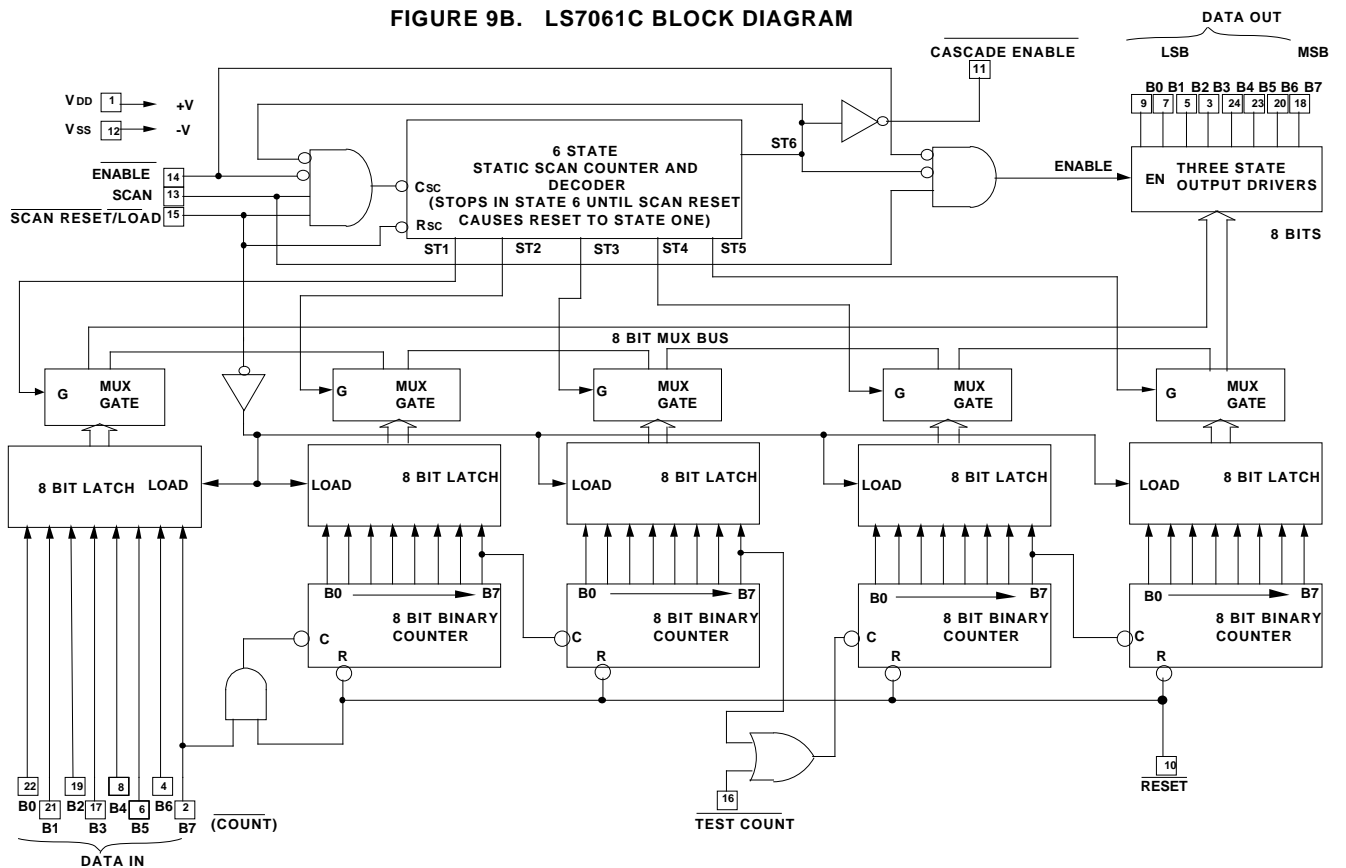 FIGURE 9B. LS7061C BLOCK DIAGRAM
DATA OUT
CASCADE ENABLE
LSB
MSB
11
B0 B1 B2 B3 B4 B5 B6 B7
9 7 5 3 24 23 20 18
VDD 1 +V
VSS 12 -V
ENABLE 14
SCAN 13
SCAN RESET/LOAD 15
6 STATE
STATIC SCAN COUNTER AND
DECODER
(STOPS IN STATE 6 UNTIL SCAN RESET
CAUSES RESET TO STATE ONE)
CSC
RSC
ST6
ST1 ST2 ST3 ST4 ST5
ENABLE
EN
THREE STATE
OUTPUT DRIVERS
8 BITS
8 BIT MUX BUS
G MUX
GATE
G MUX
GATE
G MUX
GATE
G MUX
GATE
G MUX
GATE
8 BIT LATCH LOAD
LOAD 8 BIT LATCH
LOAD 8 BIT LATCH
LOAD 8 BIT LATCH
LOAD 8 BIT LATCH
B0 B7
8 BIT BINARY
COUNTER
C
R
B0 B7
8 BIT BINARY
COUNTER
C
R
B0 B7
8 BIT BINARY
COUNTER
C
R
B0 B7
8 BIT BINARY
COUNTER
C
R
22 21 19 17 8 6 4 2
B0 B1 B2 B3 B4 B5 B6 B7
(COUNT)
DATA IN
16
TEST COUNT
10
RESET